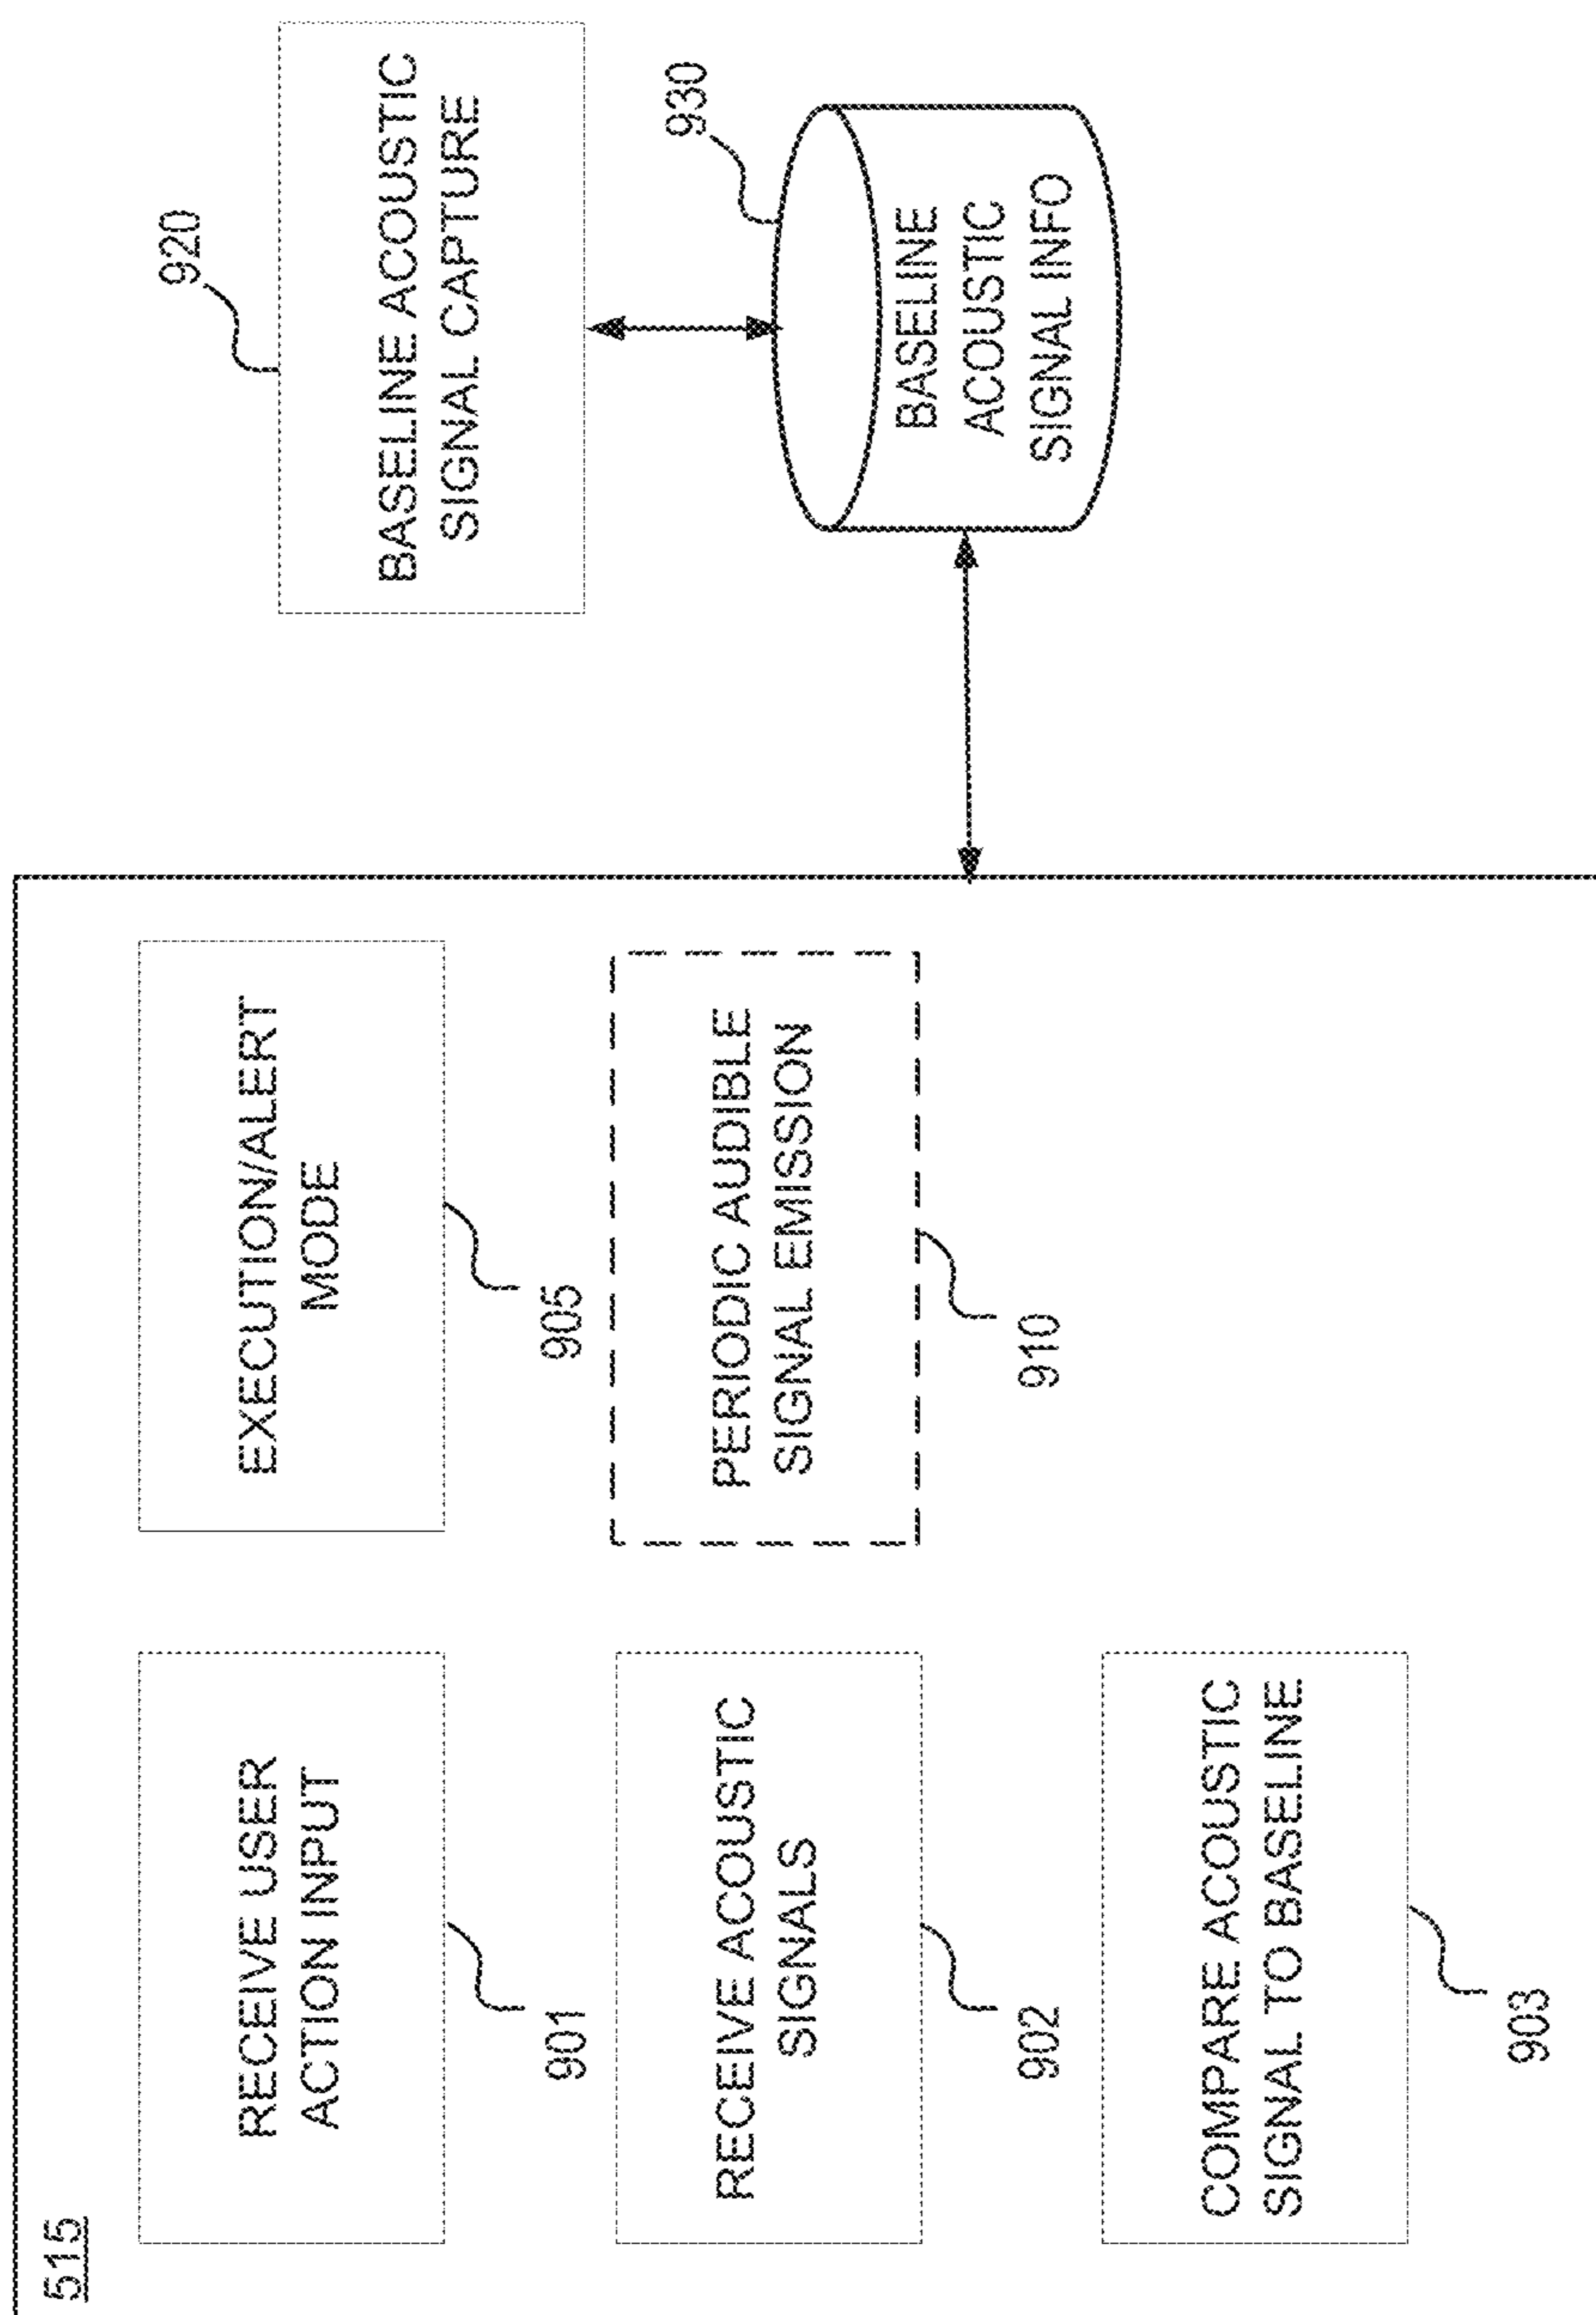 515
RECEIVE USER
ACTION INPUT
901
RECEIVE ACOUSTIC
SIGNALS
902
COMPARE ACOUSTIC
SIGNAL TO BASELINE
903
EXECUTION/ALERT
MODE
905
PERIODIC AUDIBLE
SIGNAL EMISSION
910
920
BASELINE ACOUSTIC
SIGNAL CAPTURE
930
BASELINE
ACOUSTIC
SIGNAL INFO